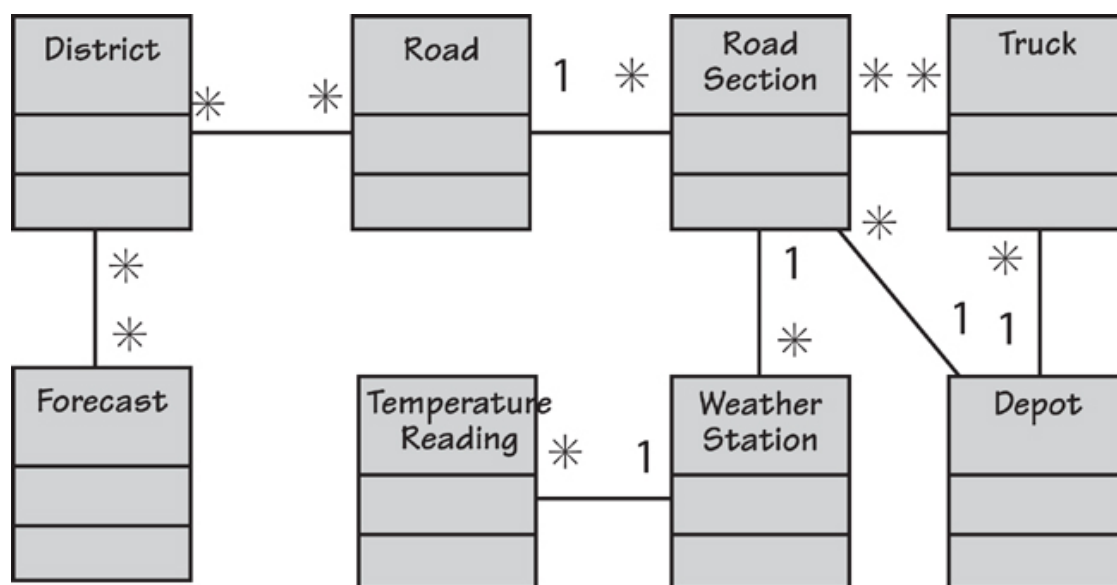 District
Road
Road
Section
Truck
1
*
*
*
*
*
1
*
*
*
*
1
1
*
*
Forecast
Temperature
Reading
*
1
Weather
Station
Depot